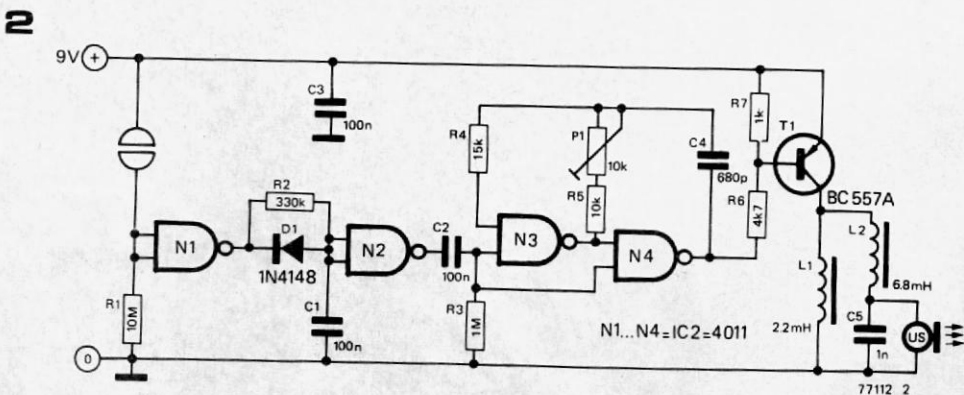 2
9V +
C3
100n
R7
1k
T1
R4
15k
P1
10k
C4
680p
R5
10k
R6
4k7
BC557A
R2
330k
D1
1N4148
N1
N2
C2
100n
N3
N4
L2
6.8mH
L1
2.2mH
R1
10M
C1
100n
R3
1M
N1...N4=IC2=4011
C5
1n
US
0
77112 2